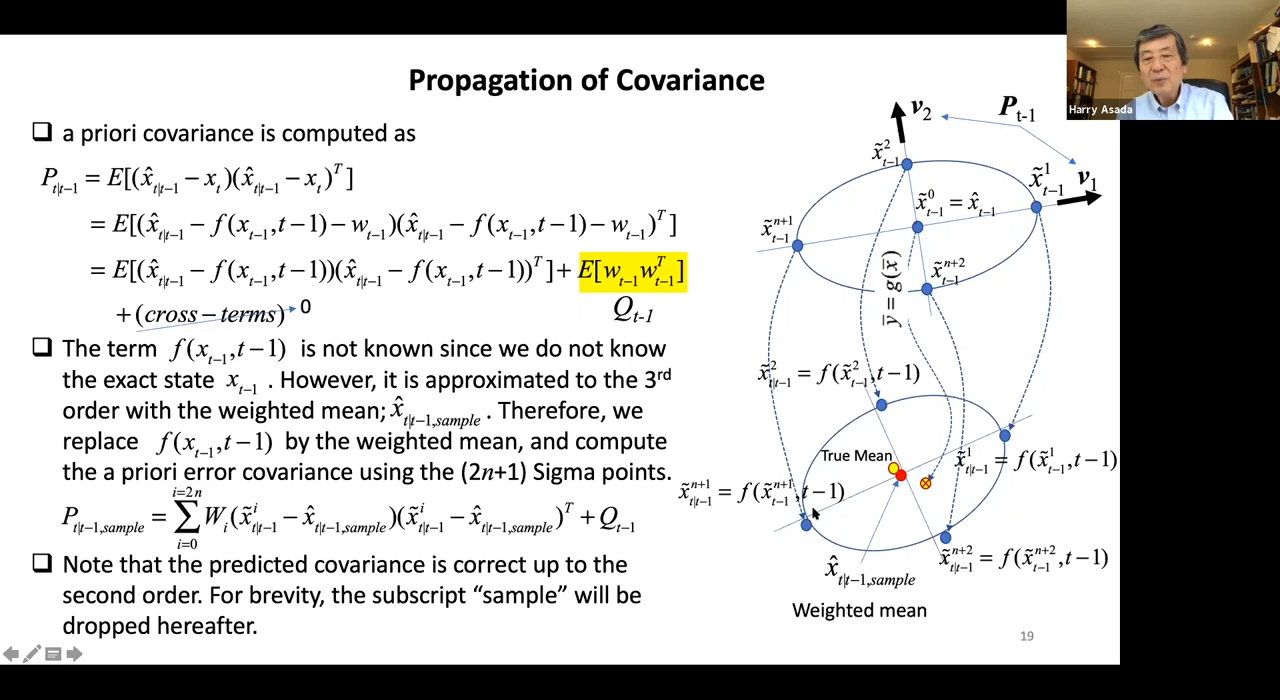 Propagation of Covariance
Harry Asada
❑ a priori covariance is computed as
P_{t|t−1} = E[(x̂_{t|t−1} − x_t)(x̂_{t|t−1} − x_t)^T]
= E[(x̂_{t|t−1} − f(x_{t−1},t−1) − w_{t−1})(x̂_{t|t−1} − f(x_{t−1},t−1) − w_{t−1})^T]
= E[(x̂_{t|t−1} − f(x_{t−1},t−1))(x̂_{t|t−1} − f(x_{t−1},t−1))^T] + E[w_{t−1}w_{t−1}^T]
+ (cross − terms) 0
Q_{t-1}
❑ The term f(x_{t−1},t−1) is not known since we do not know
the exact state x_{t−1} . However, it is approximated to the 3rd
order with the weighted mean; x̂_{t|t−1,sample} . Therefore, we
replace f(x_{t−1},t−1) by the weighted mean, and compute
the a priori error covariance using the (2n+1) Sigma points.
P_{t|t−1,sample} = ∑_{i=0}^{i=2n} W_i(x̃^i_{t|t−1} − x̂_{t|t−1,sample})(x̃^i_{t|t−1} − x̂_{t|t−1,sample})^T + Q_{t−1}
❑ Note that the predicted covariance is correct up to the
second order. For brevity, the subscript “sample” will be
dropped hereafter.
v_2
P_{t-1}
x̃^2_{t−1}
x̃^1_{t−1}
v_1
x̃^0_{t−1} = x̂_{t−1}
x̃^{n+1}_{t−1}
x̃^{n+2}_{t−1}
y̅ = g(x̅)
x̃^2_{t|t−1} = f(x̃^2_{t−1},t−1)
True Mean
x̃^1_{t|t−1} = f(x̃^1_{t−1},t−1)
x̃^{n+1}_{t|t−1} = f(x̃^{n+1}_{t−1},t−1)
x̃^{n+2}_{t|t−1} = f(x̃^{n+2}_{t−1},t−1)
x̂_{t|t−1,sample}
Weighted mean
19